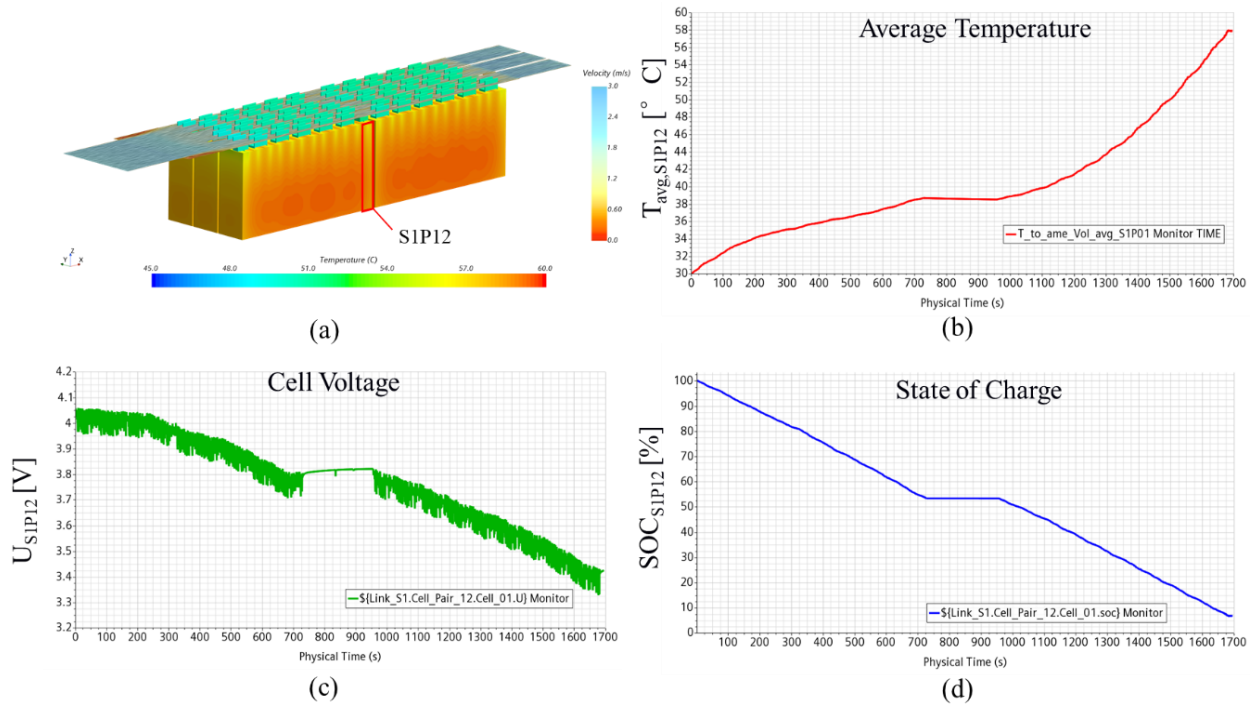 Velocity (m/s)
3.0
2.4
1.8
1.2
0.60
0.0
S1P12
Z
Y X
Temperature (C)
45.0 48.0 51.0 54.0 57.0 60.0
(a)
Average Temperature
T_avg,S1P12 [° C]
60
58
56
54
52
50
48
46
44
42
40
38
36
34
32
30
T_to_ame_Vol_avg_S1P01 Monitor TIME
0 100 200 300 400 500 600 700 800 900 1000 1100 1200 1300 1400 1500 1600 1700
Physical Time (s)
(b)
Cell Voltage
U_S1P12 [V]
4.2
4.1
4
3.9
3.8
3.7
3.6
3.5
3.4
3.3
3.2
${Link_S1.Cell_Pair_12.Cell_01.U} Monitor
0 100 200 300 400 500 600 700 800 900 1000 1100 1200 1300 1400 1500 1600 1700
Physical Time (s)
(c)
State of Charge
SOC_S1P12 [%]
100
90
80
70
60
50
40
30
20
10
0
${Link_S1.Cell_Pair_12.Cell_01.soc} Monitor
100 200 300 400 500 600 700 800 900 1000 1100 1200 1300 1400 1500 1600 1700
Physical Time (s)
(d)